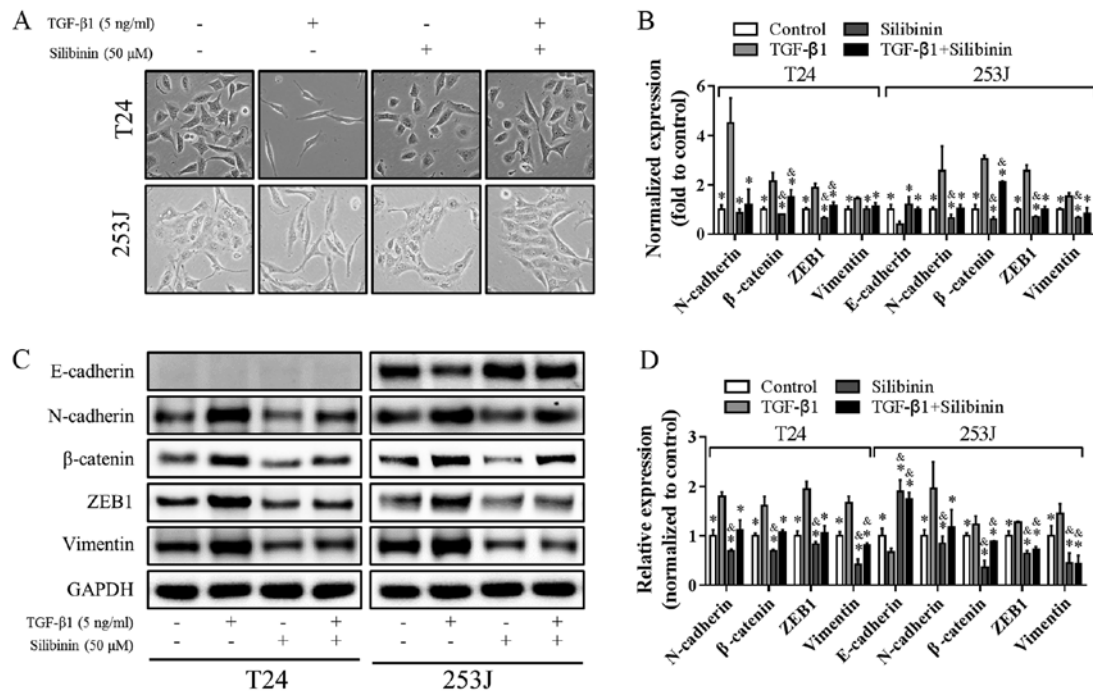 A
TGF-β1 (5 ng/ml) - + - +
Silibinin (50 μM) - - + +
T24
253J
B
Control Silibinin
TGF-β1 TGF-β1+Silibinin
T24 253J
Normalized expression
(fold to control)
6
4
2
0
N-cadherin
β-catenin
ZEB1
Vimentin
E-cadherin
N-cadherin
β-catenin
ZEB1
Vimentin
C
E-cadherin
N-cadherin
β-catenin
ZEB1
Vimentin
GAPDH
TGF-β1 (5 ng/ml) - + - + - + - +
Silibinin (50 μM) - - + + - - + +
T24 253J
D
Control Silibinin
TGF-β1 TGF-β1+Silibinin
T24 253J
Relative expression
(normalized to control)
3
2
1
0
N-cadherin
β-catenin
ZEB1
Vimentin
E-cadherin
N-cadherin
β-catenin
ZEB1
Vimentin